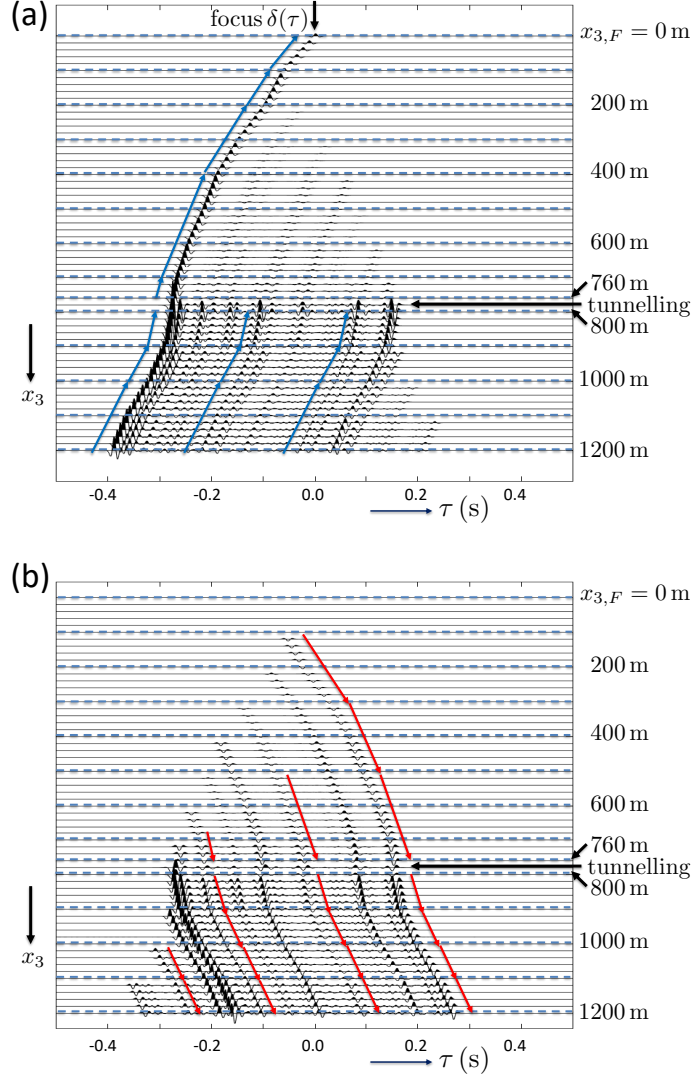 (a)
focus δ(τ)
x₃,F = 0 m
200 m
400 m
600 m
760 m
tunnelling
800 m
1000 m
1200 m
x₃
-0.4 -0.2 0.0 0.2 0.4
τ (s)
(b)
x₃,F = 0 m
200 m
400 m
600 m
760 m
tunnelling
800 m
1000 m
1200 m
x₃
-0.4 -0.2 0.0 0.2 0.4
τ (s)